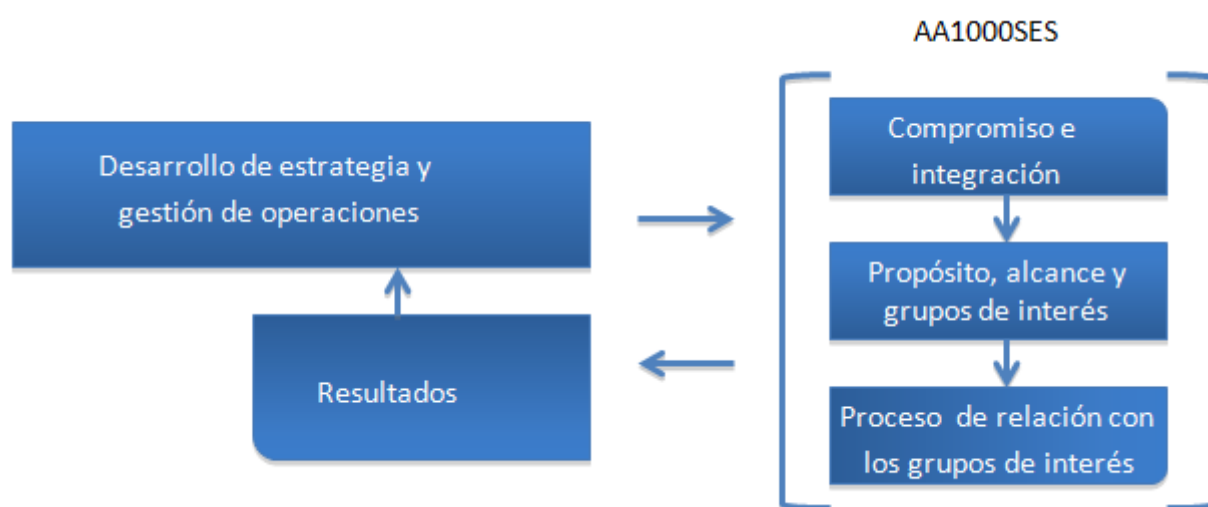 AA1000SES
Desarrollo de estrategia y
gestión de operaciones
Resultados
Compromiso e
integración
Propósito, alcance y
grupos de interés
Proceso de relación con
los grupos de interés